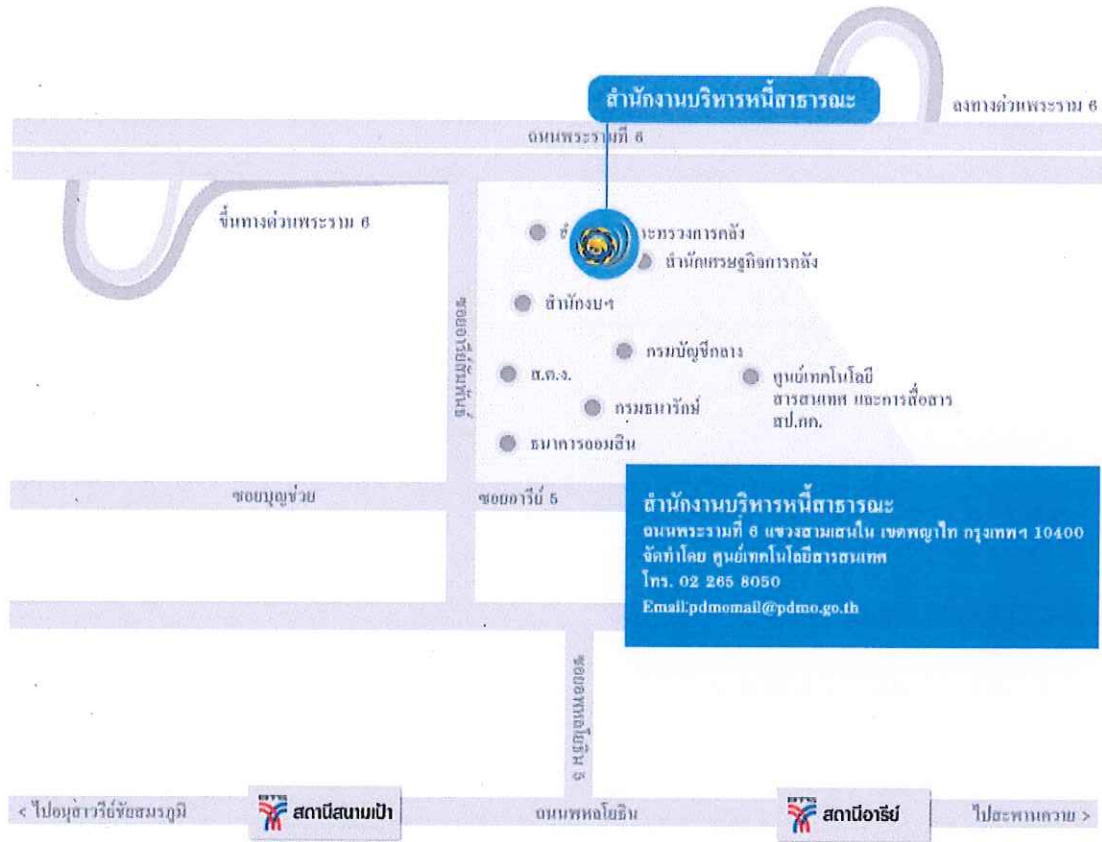 สำนักงานบริหารหนี้สาธารณะ
ลงทางด่วนพระราม 6
ถนนพระรามที่ 6
ขึ้นทางด่วนพระราม 6
ะทรวงการคลัง
สำนักเศรษฐกิจการคลัง
สำนักงบฯ
ซอยอารีย์สัมพันธ์
กรมบัญชีกลาง
ส.ต.ง.
ศูนย์เทคโนโลยี
สารสนเทศ และการสื่อสาร
สป.กค.
กรมธนารักษ์
ธนาคารออมสิน
ซอยบุญช่วย
ซอยอารีย์ 5
สำนักงานบริหารหนี้สาธารณะ
ถนนพระรามที่ 6 แขวงสามเสนใน เขตพญาไท กรุงเทพฯ 10400
จัดทำโดย ศูนย์เทคโนโลยีสารสนเทศ
โทร. 02 265 8050
Email:pdmomail@pdmo.go.th
ซอยพหลโยธิน 5
< ไปอนุสาวรีย์ชัยสมรภูมิ
BTS สถานีสนามเป้า
ถนนพหลโยธิน
BTS สถานีอารีย์
ไปสะพานควาย >